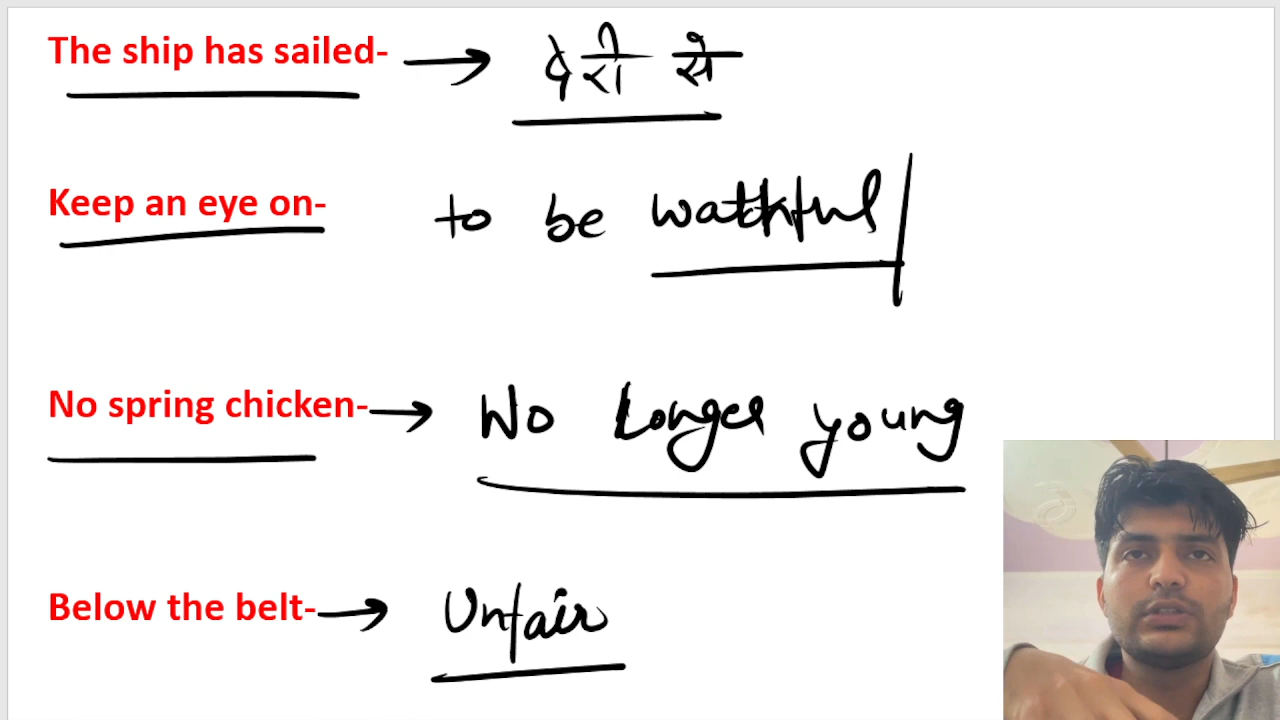 The ship has sailed- → देरी से
Keep an eye on- to be watchful
No spring chicken- → No longer young
Below the belt- → Unfair